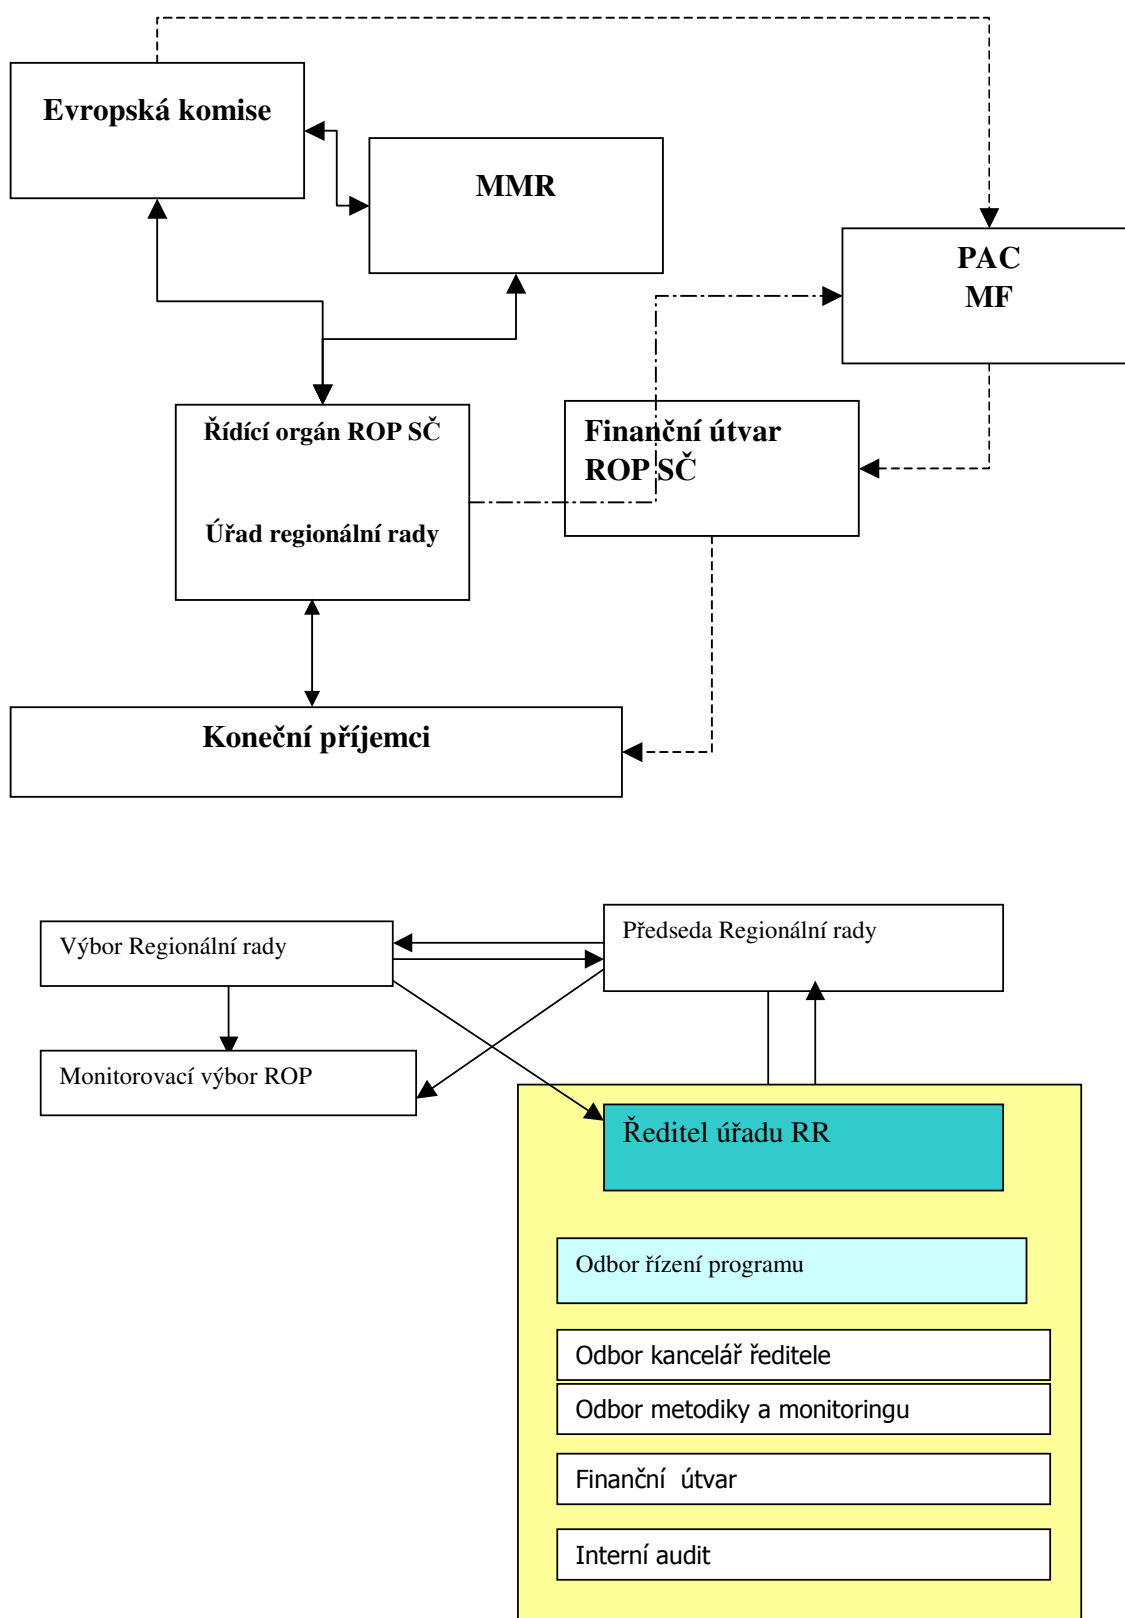 Evropská komise
MMR
PAC
MF
Řídící orgán ROP SČ
Úřad regionální rady
Finanční útvar
ROP SČ
Koneční příjemci
Výbor Regionální rady
Předseda Regionální rady
Monitorovací výbor ROP
Ředitel úřadu RR
Odbor řízení programu
Odbor kancelář ředitele
Odbor metodiky a monitoringu
Finanční útvar
Interní audit